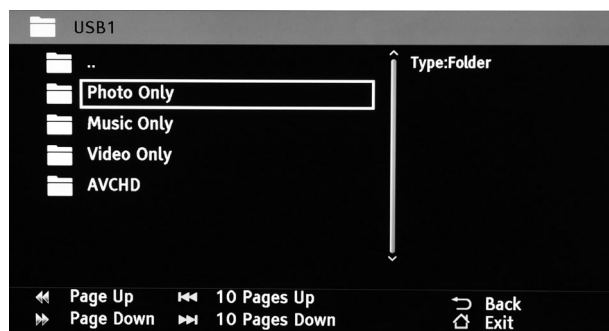 USB1
..
Photo Only
Type:Folder
Music Only
Video Only
AVCHD
Page Up 10 Pages Up
Back
Page Down 10 Pages Down
Exit